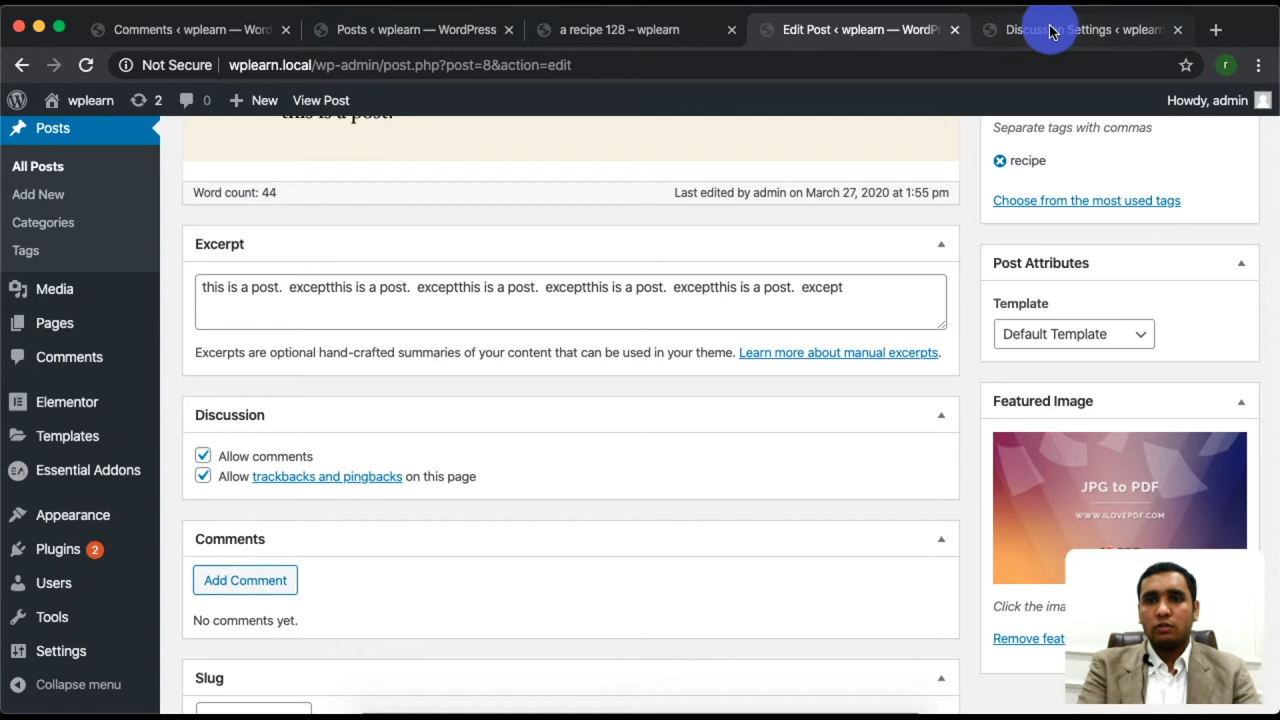 Comments ‹ wplearn — Word
Posts ‹ wplearn — WordPress
a recipe 128 – wplearn
Edit Post ‹ wplearn — WordPr
Settings ‹ wplearn
Not Secure
wplearn.local/wp-admin/post.php?post=8&action=edit
r
wplearn
2
0
New
View Post
Howdy, admin
Posts
All Posts
Add New
Categories
Tags
Media
Pages
Comments
Elementor
Templates
Essential Addons
Appearance
Plugins 2
Users
Tools
Settings
Collapse menu
this is a post.
Word count: 44
Last edited by admin on March 27, 2020 at 1:55 pm
Excerpt
this is a post.  exceptthis is a post.  exceptthis is a post.  exceptthis is a post.  exceptthis is a post.  except
Excerpts are optional hand-crafted summaries of your content that can be used in your theme. Learn more about manual excerpts.
Discussion
Allow comments
Allow trackbacks and pingbacks on this page
Comments
Add Comment
No comments yet.
Slug
Separate tags with commas
recipe
Choose from the most used tags
Post Attributes
Template
Default Template
Featured Image
JPG to PDF
WWW.ILOVEPDF.COM
Click the ima
Remove feat